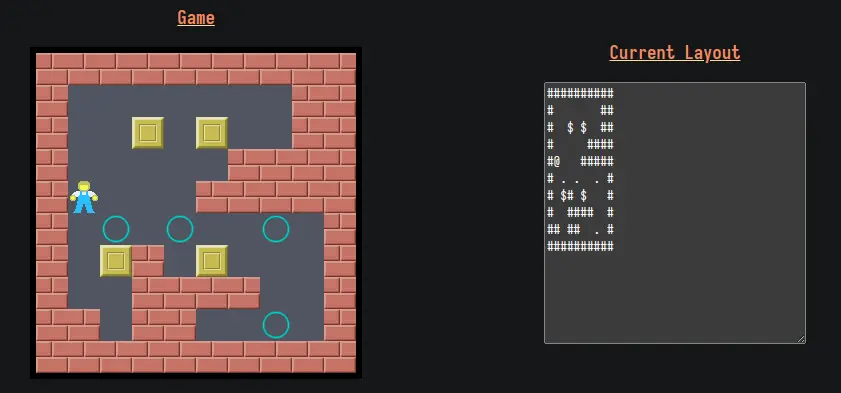 Game
Current Layout
##########
#       ##
#  $ $  ##
#     ####
#@   #####
# . .  . #
# $# $   #
#  ####  #
## ##  . #
##########